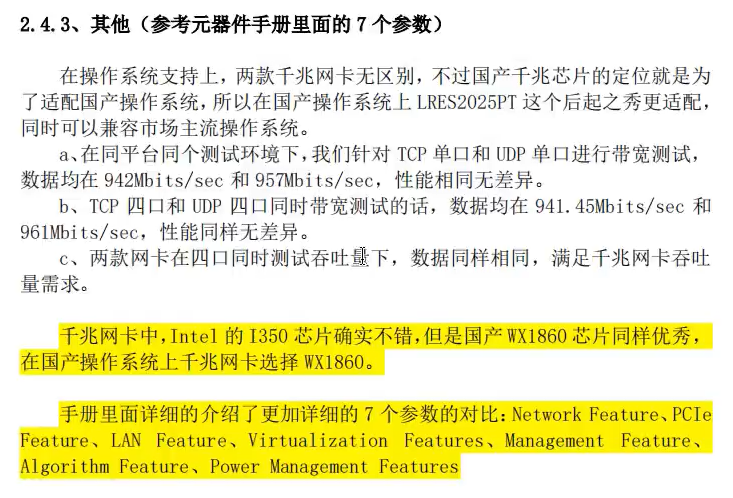 2.4.3、其他（参考元器件手册里面的 7 个参数）
在操作系统支持上，两款千兆网卡无区别，不过国产千兆芯片的定位就是为
了适配国产操作系统，所以在国产操作系统上 LRES2025PT 这个后起之秀更适配，
同时可以兼容市场主流操作系统。
a、在同平台同个测试环境下，我们针对 TCP 单口和 UDP 单口进行带宽测试，
数据均在 942Mbits/sec 和 957Mbits/sec，性能相同无差异。
b、TCP 四口和 UDP 四口同时带宽测试的话，数据均在 941.45Mbits/sec 和
961Mbits/sec，性能同样无差异。
c、两款网卡在四口同时测试吞吐量下，数据同样相同，满足千兆网卡吞吐
量需求。
千兆网卡中，Intel 的 I350 芯片确实不错，但是国产 WX1860 芯片同样优秀，
在国产操作系统上千兆网卡选择 WX1860。
手册里面详细的介绍了更加详细的 7 个参数的对比：Network Feature、PCIe
Feature、LAN Feature、Virtualization Features、Management Feature、
Algorithm Feature、Power Management Features